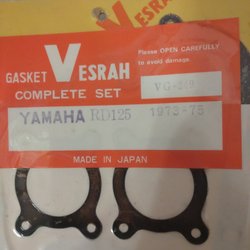 VESRAH
Please OPEN CAREFULLY
to avoid damage.
GASKET VESRAH
COMPLETE SET
YAMAHA RD125 1973-75
MADE IN JAPAN